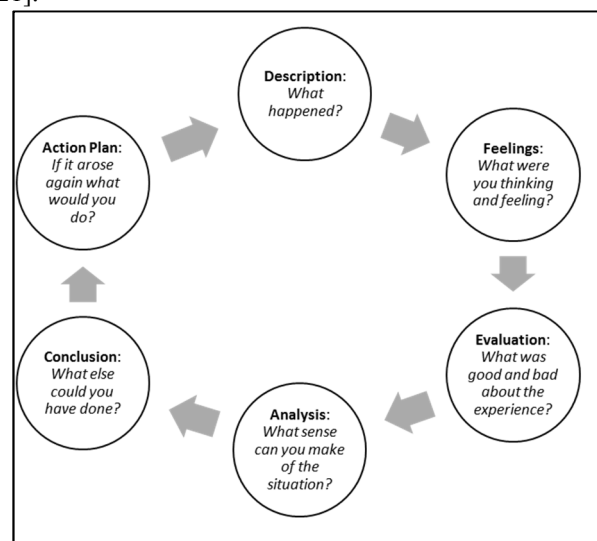 Description:
What
happened?
Feelings:
What were
you thinking
and feeling?
Evaluation:
What was
good and bad
about the
experience?
Analysis:
What sense
can you make
of the
situation?
Conclusion:
What else
could you
have done?
Action Plan:
If it arose
again what
would you
do?